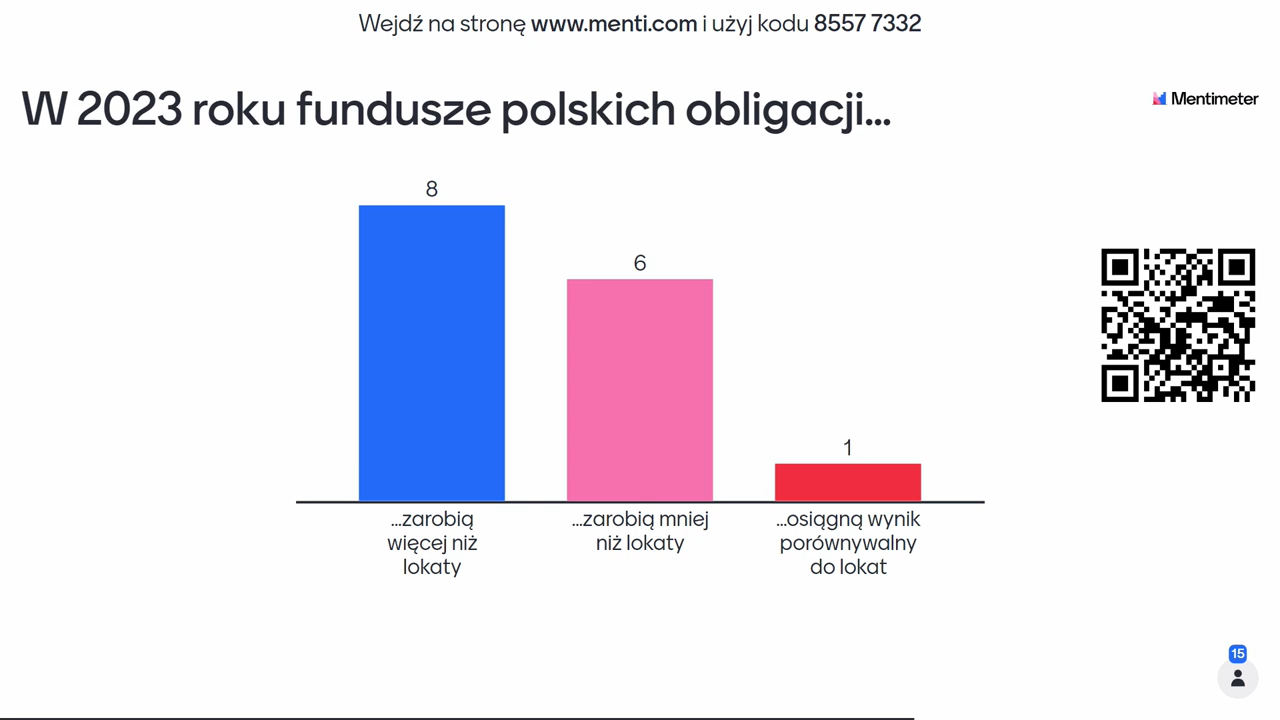 Wejdź na stronę www.menti.com i użyj kodu 8557 7332
W 2023 roku fundusze polskich obligacji...
Mentimeter
8
6
1
...zarobią
więcej niż
lokaty
...zarobią mniej
niż lokaty
...osiągną wynik
porównywalny
do lokat
15